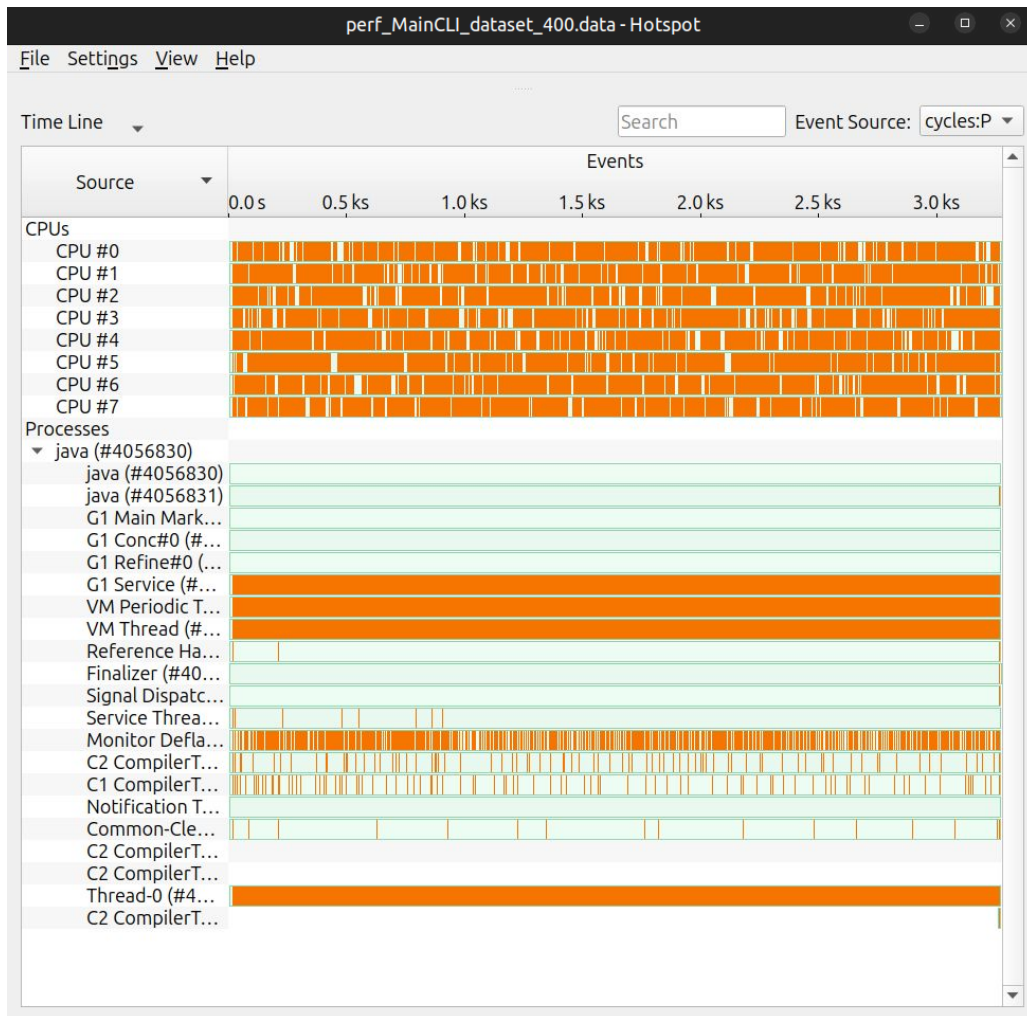 perf_MainCLI_dataset_400.data - Hotspot
File Settings View Help
Time Line Search Event Source: cycles:P
Source Events
0.0 s 0.5 ks 1.0 ks 1.5 ks 2.0 ks 2.5 ks 3.0 ks
CPUs
CPU #0
CPU #1
CPU #2
CPU #3
CPU #4
CPU #5
CPU #6
CPU #7
Processes
java (#4056830)
java (#4056830)
java (#4056831)
G1 Main Mark…
G1 Conc#0 (#…
G1 Refine#0 (…
G1 Service (#…
VM Periodic T…
VM Thread (#…
Reference Ha…
Finalizer (#40…
Signal Dispatc…
Service Threa…
Monitor Defla…
C2 CompilerT…
C1 CompilerT…
Notification T…
Common-Cle…
C2 CompilerT…
C2 CompilerT…
Thread-0 (#4…
C2 CompilerT…